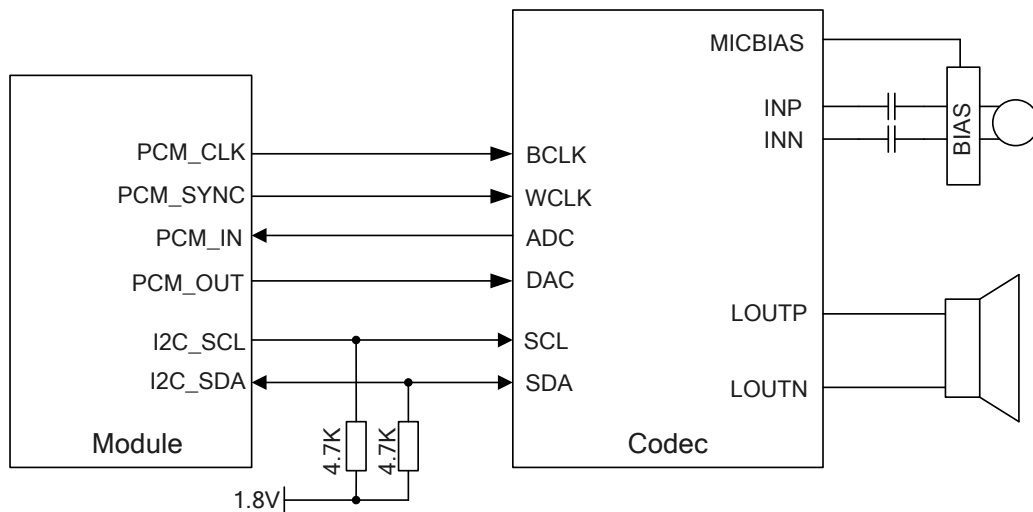 MICBIAS
INP
INN
BIAS
PCM_CLK
BCLK
PCM_SYNC
WCLK
PCM_IN
ADC
PCM_OUT
DAC
LOUTP
I2C_SCL
SCL
I2C_SDA
SDA
LOUTN
Module
4.7K
4.7K
Codec
1.8V